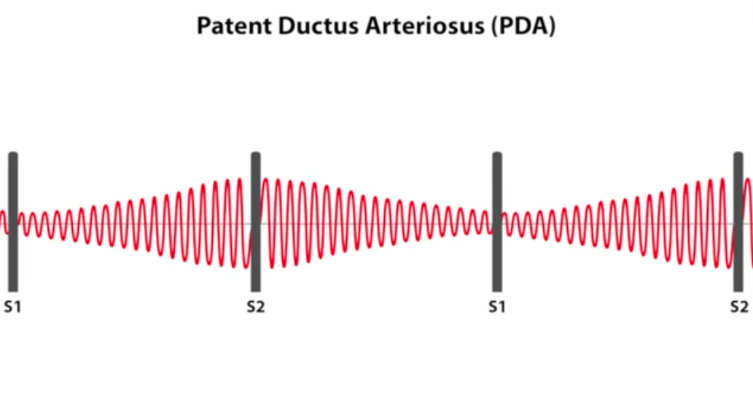 Patent Ductus Arteriosus (PDA)
S1 S2 S1 S2